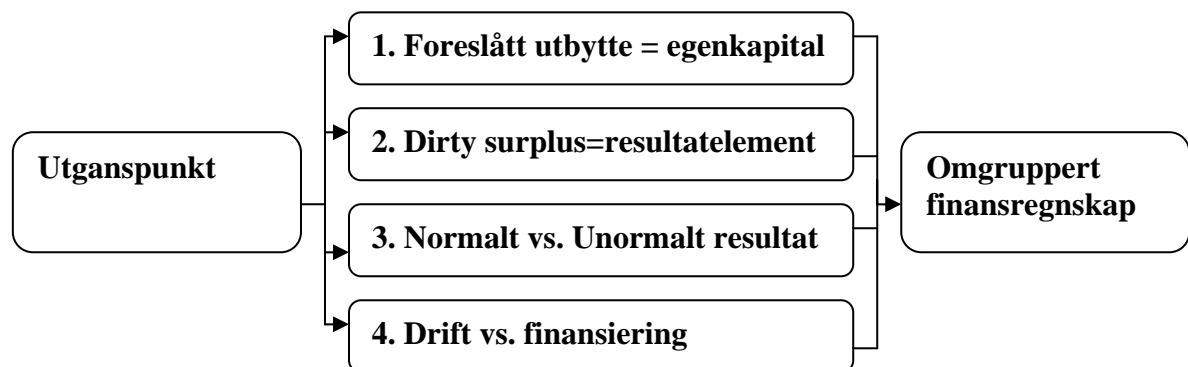 Utganspunkt
1. Foreslått utbytte = egenkapital
2. Dirty surplus=resultatelement
3. Normalt vs. Unormalt resultat
4. Drift vs. finansiering
Omgruppert
finansregnskap